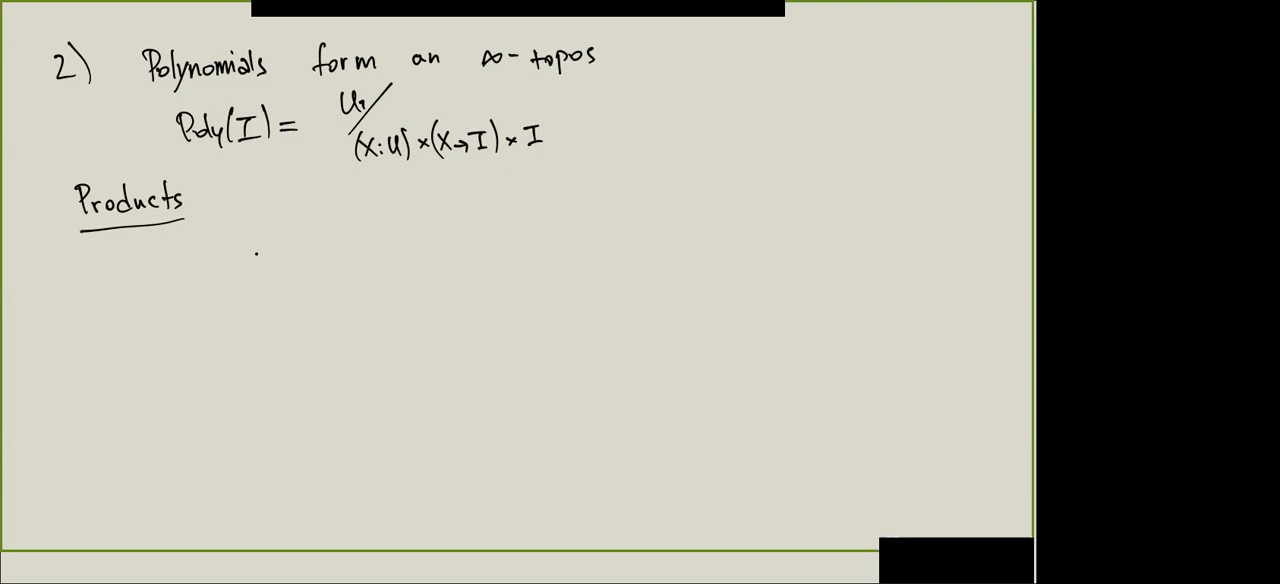 2) Polynomials form an ∞-topos
Poly(I) = U₁/(X:U)×(X→I)×I
Products